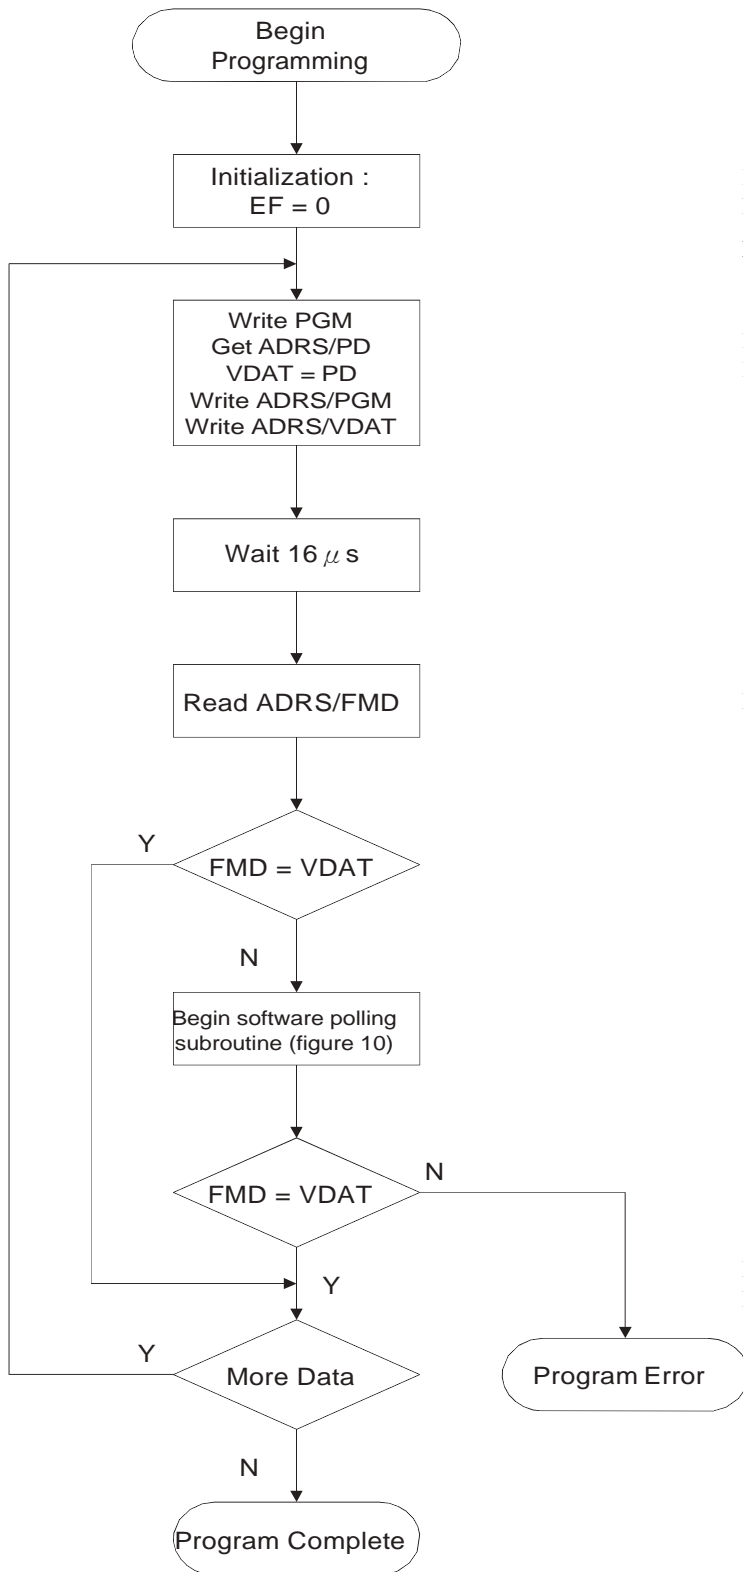 Begin
Programming
Initialization :
EF = 0
Write PGM
Get ADRS/PD
VDAT = PD
Write ADRS/PGM
Write ADRS/VDAT
Wait 16 μ s
Read ADRS/FMD
Y
FMD = VDAT
N
Begin software polling
subroutine (figure 10)
N
FMD = VDAT
Y
Y
More Data
Program Error
N
Program Complete